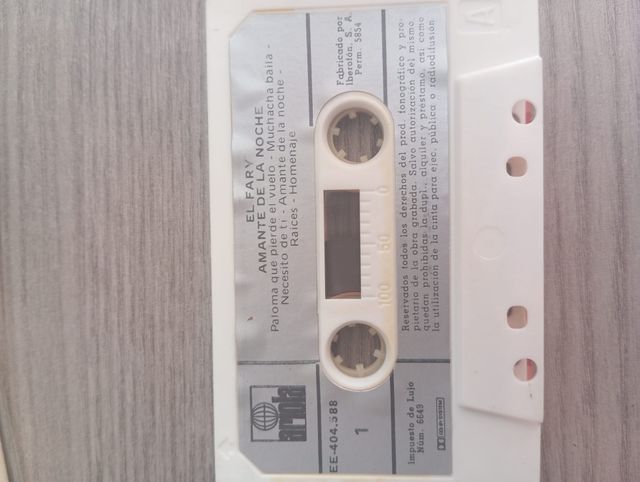 EL FARY
AMANTE DE LA NOCHE
Paloma que pierde el vuelo - Muchacha baila -
Necesito de ti - Amante de la noche -
Raices - Homenaje
ariola
EE-404.588
1
Fabricado por
Iberofón, S. A.
Perm. 5854
A
100 50 0
Reservados todos los derechos del prod. fonográfico y pro-
pietario de la obra grabada. Salvo autorización del mismo
quedan prohibidas la dupl., alquiler y préstamo, así como
la utilización de la cinta para ejec. pública o radiodifusión
Impuesto de Lujo
Núm. 6649